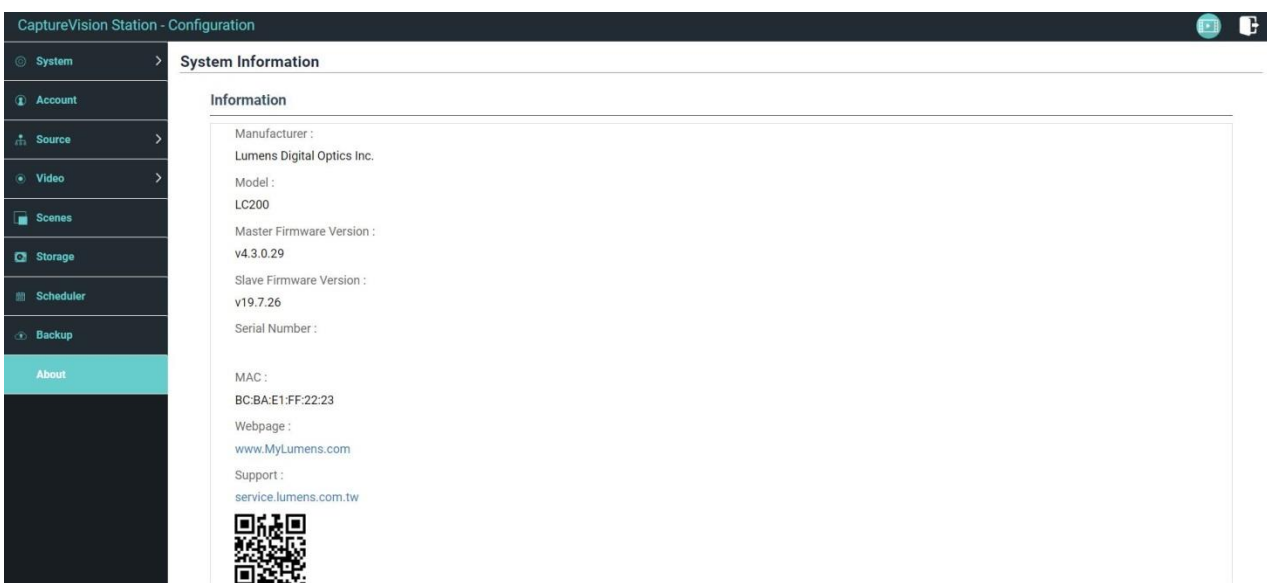 CaptureVision Station - Configuration
System
Account
Source
Video
Scenes
Storage
Scheduler
Backup
About
System Information
Information
Manufacturer :
Lumens Digital Optics Inc.
Model :
LC200
Master Firmware Version :
v4.3.0.29
Slave Firmware Version :
v19.7.26
Serial Number :
MAC :
BC:BA:E1:FF:22:23
Webpage :
www.MyLumens.com
Support :
service.lumens.com.tw